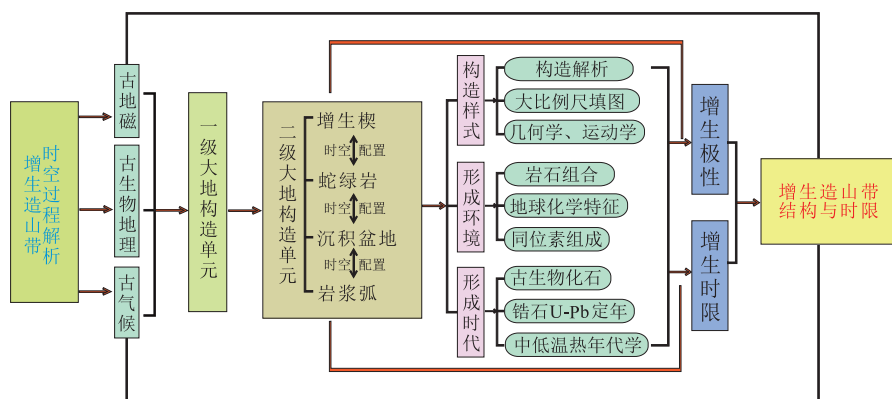 增生造山带
时空过程解析
古地磁
古生物地理
古气候
一级大地构造单元
二级大地构造单元
增生楔
时空 配置
蛇绿岩
时空 配置
沉积盆地
时空 配置
岩浆弧
构造样式
构造解析
大比例尺填图
几何学、运动学
形成环境
岩石组合
地球化学特征
同位素组成
形成时代
古生物化石
锆石U-Pb定年
中低温热年代学
增生极性
增生时限
增生造山带
结构与时限